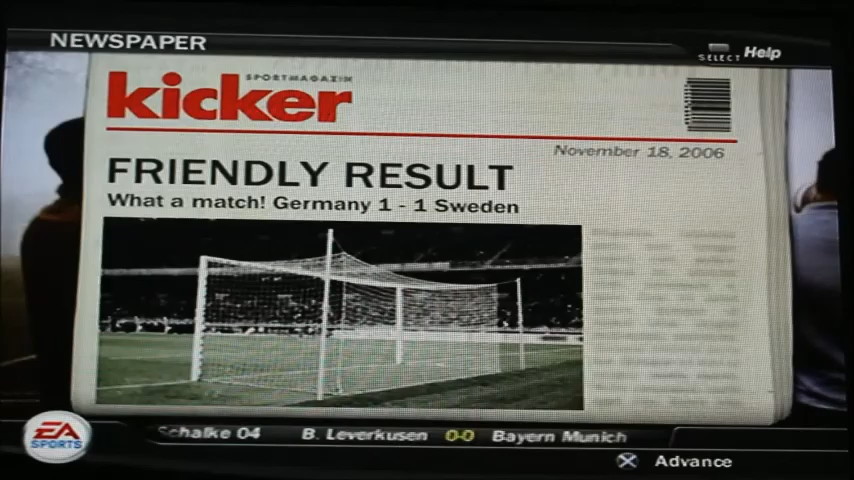 NEWSPAPER
SELECT Help
SPORTMAGAZIN
kicker
November 18, 2006
FRIENDLY RESULT
What a match! Germany 1 - 1 Sweden
EA
SPORTS
Schalke 04 B. Leverkusen 0-0 Bayern Munich
Advance